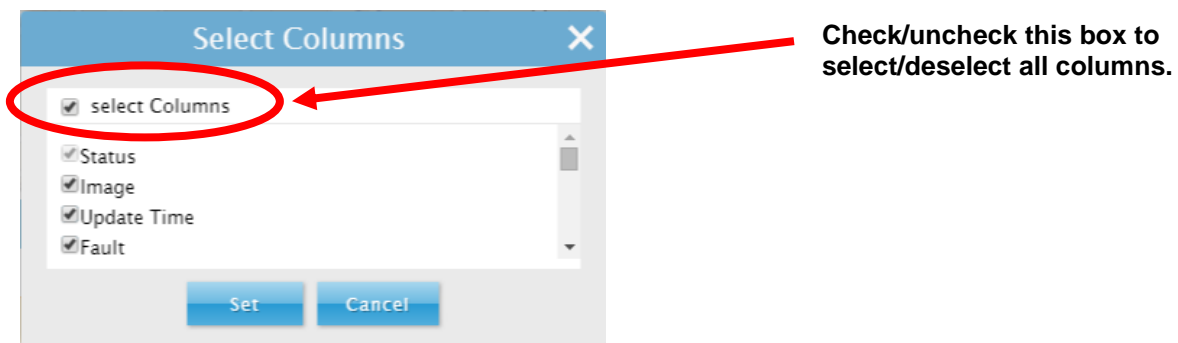 Select Columns
Check/uncheck this box to
select/deselect all columns.
select Columns
Status
Image
Update Time
Fault
Set
Cancel